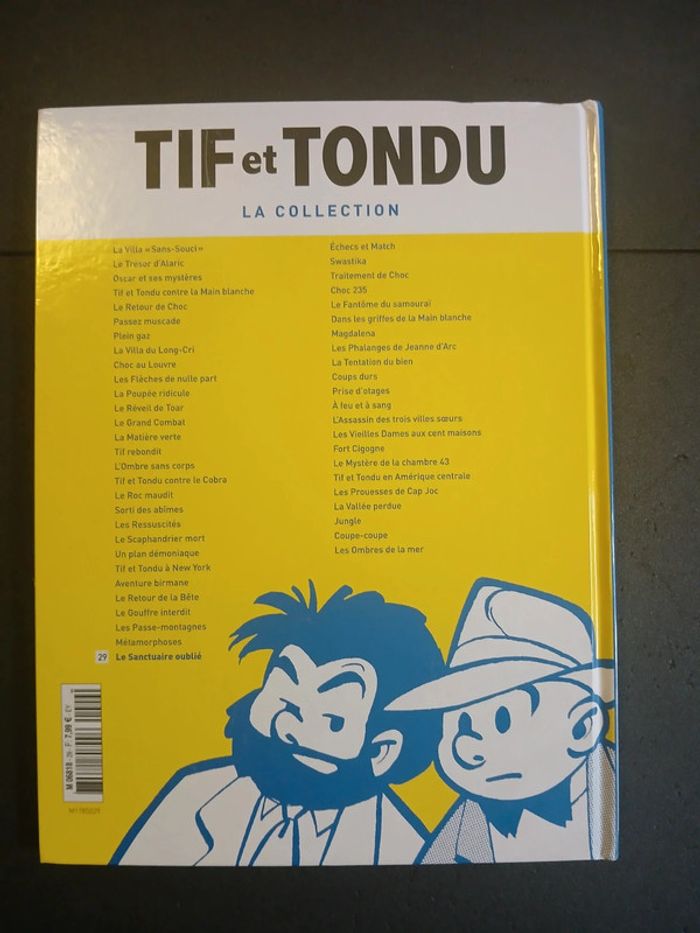 TIF et TONDU
LA COLLECTION
La Villa «Sans-Souci»
Le Trésor d'Alaric
Oscar et ses mystères
Tif et Tondu contre la Main blanche
Le Retour de Choc
Passez muscade
Plein gaz
La Villa du Long-Cri
Choc au Louvre
Les Flèches de nulle part
La Poupée ridicule
Le Réveil de Toar
Le Grand Combat
La Matière verte
Tif rebondit
L'Ombre sans corps
Tif et Tondu contre le Cobra
Le Roc maudit
Sorti des abîmes
Les Ressuscités
Le Scaphandrier mort
Un plan démoniaque
Tif et Tondu à New York
Aventure birmane
Le Retour de la Bête
Le Gouffre interdit
Les Passe-montagnes
Métamorphoses
29 Le Sanctuaire oublié
Échecs et Match
Swastika
Traitement de Choc
Choc 235
Le Fantôme du samouraï
Dans les griffes de la Main blanche
Magdalena
Les Phalanges de Jeanne d'Arc
La Tentation du bien
Coups durs
Prise d'otages
À feu et à sang
L'Assassin des trois villes sœurs
Les Vieilles Dames aux cent maisons
Fort Cigogne
Le Mystère de la chambre 43
Tif et Tondu en Amérique centrale
Les Prouesses de Cap Joc
La Vallée perdue
Jungle
Coupe-coupe
Les Ombres de la mer
M 06818 - 29 - F: 7,99 €